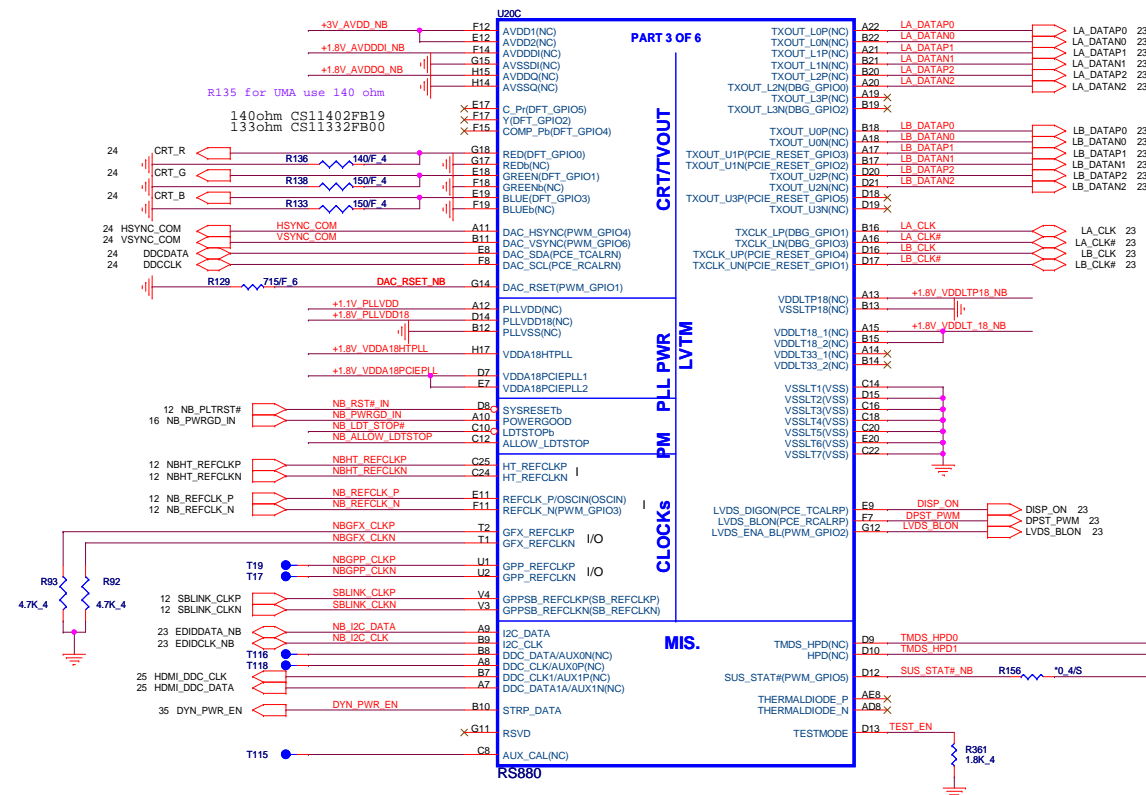 U20C
PART 3 OF 6
CRT/TVOUT
LVTM
PLL PWR
PM
CLOCKs
MIS.
RS880
+3V_AVDD_NB F12 AVDD1(NC)
E12 AVDD2(NC)
+1.8V_AVDDI_NB F14 AVDDDI(NC)
G15 AVSSDI(NC)
+1.8V_AVDDQ_NB H15 AVDDQ(NC)
H14 AVSSQ(NC)
R135 for UMA use 140 ohm
140ohm CS11402FB19
133ohm CS11332FB00
E17 C_Pr(DFT_GPIO5)
F17 Y(DFT_GPIO2)
F15 COMP_Pb(DFT_GPIO4)
24 CRT_R G18 RED(DFT_GPIO0)
R136 140/F_4 G17 REDb(NC)
24 CRT_G E18 GREEN(DFT_GPIO1)
R138 150/F_4 F18 GREENb(NC)
24 CRT_B E19 BLUE(DFT_GPIO3)
R133 150/F_4 F19 BLUEb(NC)
24 HSYNC_COM HSYNC_COM A11 DAC_HSYNC(PWM_GPIO4)
24 VSYNC_COM VSYNC_COM B11 DAC_VSYNC(PWM_GPIO6)
24 DDCDATA E8 DAC_SDA(PCE_TCALRN)
24 DDCCLK F8 DAC_SCL(PCE_RCALRN)
R129 715/F_6 DAC_RSET_NB G14 DAC_RSET(PWM_GPIO1)
+1.1V_PLLVDD A12 PLLVDD(NC)
+1.8V_PLLVDD18 D14 PLLVDD18(NC)
B12 PLLVSS(NC)
+1.8V_VDDA18HTPLL H17 VDDA18HTPLL
+1.8V_VDDA18PCIEPLL D7 VDDA18PCIEPLL1
E7 VDDA18PCIEPLL2
12 NB_PLTRST# NB_RST#_IN D8 SYSRESETb
16 NB_PWRGD_IN NB_PWRGD_IN A10 POWERGOOD
NB_LDT_STOP# C10 LDTSTOPb
NB_ALLOW_LDTSTOP C12 ALLOW_LDTSTOP
12 NBHT_REFCLKP NBHT_REFCLKP C25 HT_REFCLKP I
12 NBHT_REFCLKN NBHT_REFCLKN C24 HT_REFCLKN
12 NB_REFCLK_P NB_REFCLK_P E11 REFCLK_P/OSCIN(OSCIN) I
12 NB_REFCLK_N NB_REFCLK_N F11 REFCLK_N(PWM_GPIO3)
NBGFX_CLKP T2 GFX_REFCLKP I/O
NBGFX_CLKN T1 GFX_REFCLKN
R93 4.7K_4
R92 4.7K_4
T19 NBGPP_CLKP U1 GPP_REFCLKP I/O
T17 NBGPP_CLKN U2 GPP_REFCLKN
12 SBLINK_CLKP SBLINK_CLKP V4 GPPSB_REFCLKP(SB_REFCLKP)
12 SBLINK_CLKN SBLINK_CLKN V3 GPPSB_REFCLKN(SB_REFCLKN)
23 EDIDDATA_NB NB_I2C_DATA A9 I2C_DATA
23 EDIDCLK_NB NB_I2C_CLK B9 I2C_CLK
T116 B8 DDC_DATA/AUX0N(NC)
T118 A8 DDC_CLK/AUX0P(NC)
25 HDMI_DDC_CLK B7 DDC_CLK1/AUX1P(NC)
25 HDMI_DDC_DATA A7 DDC_DATA1A/AUX1N(NC)
35 DYN_PWR_EN DYN_PWR_EN B10 STRP_DATA
G11 RSVD
T115 C8 AUX_CAL(NC)
TXOUT_L0P(NC) A22 LA_DATAP0 LA_DATAP0 23
TXOUT_L0N(NC) B22 LA_DATAN0 LA_DATAN0 23
TXOUT_L1P(NC) A21 LA_DATAP1 LA_DATAP1 23
TXOUT_L1N(NC) B21 LA_DATAN1 LA_DATAN1 23
TXOUT_L2P(NC) B20 LA_DATAP2 LA_DATAP2 23
TXOUT_L2N(DBG_GPIO0) A20 LA_DATAN2 LA_DATAN2 23
TXOUT_L3P(NC) A19
TXOUT_L3N(DBG_GPIO2) B19
TXOUT_U0P(NC) B18 LB_DATAP0 LB_DATAP0 23
TXOUT_U0N(NC) A18 LB_DATAN0 LB_DATAN0 23
TXOUT_U1P(PCIE_RESET_GPIO3) A17 LB_DATAP1 LB_DATAP1 23
TXOUT_U1N(PCIE_RESET_GPIO2) B17 LB_DATAN1 LB_DATAN1 23
TXOUT_U2P(NC) D20 LB_DATAP2 LB_DATAP2 23
TXOUT_U2N(NC) D21 LB_DATAN2 LB_DATAN2 23
TXOUT_U3P(PCIE_RESET_GPIO5) D18
TXOUT_U3N(NC) D19
TXCLK_LP(DBG_GPIO1) B16 LA_CLK LA_CLK 23
TXCLK_LN(DBG_GPIO3) A16 LA_CLK# LA_CLK# 23
TXCLK_UP(PCIE_RESET_GPIO4) D16 LB_CLK LB_CLK 23
TXCLK_UN(PCIE_RESET_GPIO1) D17 LB_CLK# LB_CLK# 23
VDDLTP18(NC) A13 +1.8V_VDDLTP18_NB
VSSLTP18(NC) B13
VDDLT18_1(NC) A15 +1.8V_VDDLT_18_NB
VDDLT18_2(NC) B15
VDDLT33_1(NC) A14
VDDLT33_2(NC) B14
VSSLT1(VSS) C14
VSSLT2(VSS) D15
VSSLT3(VSS) C16
VSSLT4(VSS) C18
VSSLT5(VSS) C20
VSSLT6(VSS) E20
VSSLT7(VSS) C22
LVDS_DIGON(PCE_TCALRP) E9 DISP_ON DISP_ON 23
LVDS_BLON(PCE_RCALRP) F7 DPST_PWM DPST_PWM 23
LVDS_ENA_BL(PWM_GPIO2) G12 LVDS_BLON LVDS_BLON 23
TMDS_HPD(NC) D9 TMDS_HPD0
HPD(NC) D10 TMDS_HPD1
SUS_STAT#(PWM_GPIO5) D12 SUS_STAT#_NB R156 *0_4/S
THERMALDIODE_P AE8
THERMALDIODE_N AD8
TESTMODE D13 TEST_EN
R361
1.8K_4